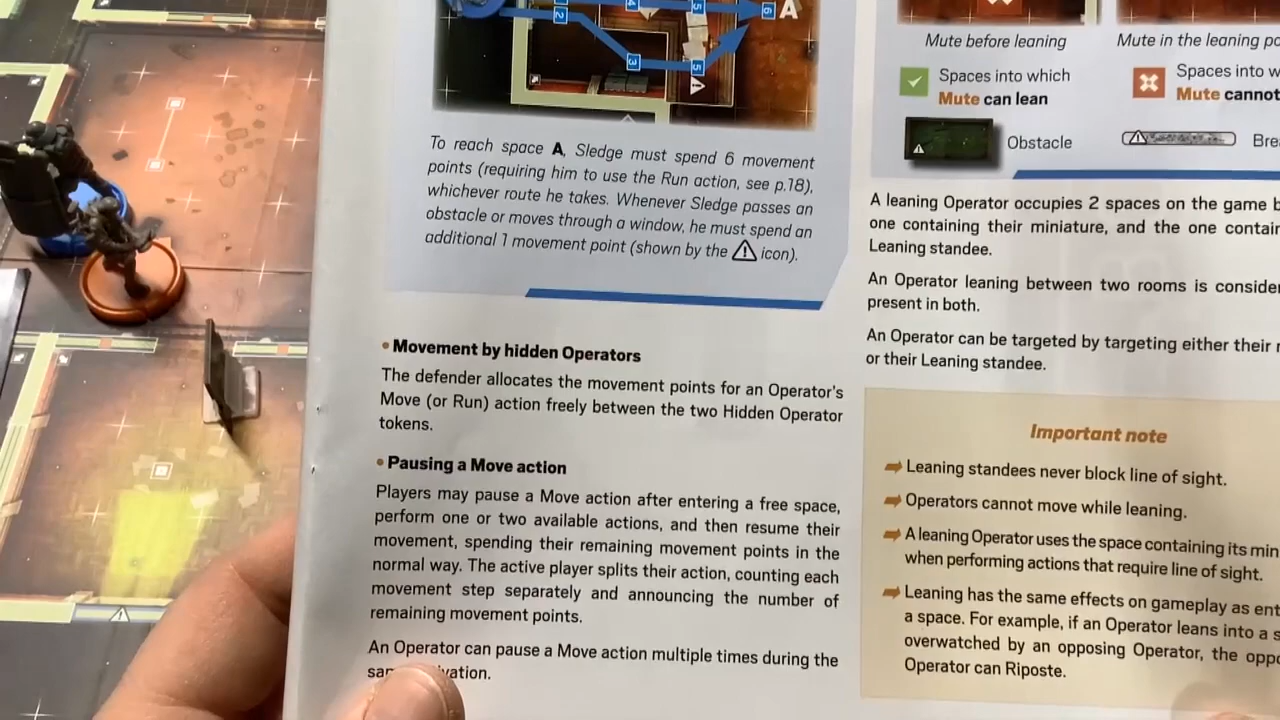 2
4
5
6
A
3
5
A
To reach space A, Sledge must spend 6 movement
points (requiring him to use the Run action, see p.18),
whichever route he takes. Whenever Sledge passes an
obstacle or moves through a window, he must spend an
additional 1 movement point (shown by the icon).
• Movement by hidden Operators
The defender allocates the movement points for an Operator's
Move (or Run) action freely between the two Hidden Operator
tokens.
• Pausing a Move action
Players may pause a Move action after entering a free space,
perform one or two available actions, and then resume their
movement, spending their remaining movement points in the
normal way. The active player splits their action, counting each
movement step separately and announcing the number of
remaining movement points.
An Operator can pause a Move action multiple times during the
Mute before leaning
Mute in the leaning
Spaces into which
Mute can lean
Spaces into
Mute cannot
Obstacle
A leaning Operator occupies 2 spaces on the game
one containing their miniature, and the one
Leaning standee.
An Operator leaning between two rooms is
present in both.
An Operator can be targeted by targeting either their
or their Leaning standee.
Important note
Leaning standees never block line of sight.
Operators cannot move while leaning.
A leaning Operator uses the space containing its
when performing actions that require line of sight.
Leaning has the same effects on gameplay as
a space. For example, if an Operator leans into a
overwatched by an opposing Operator, the
Operator can Riposte.